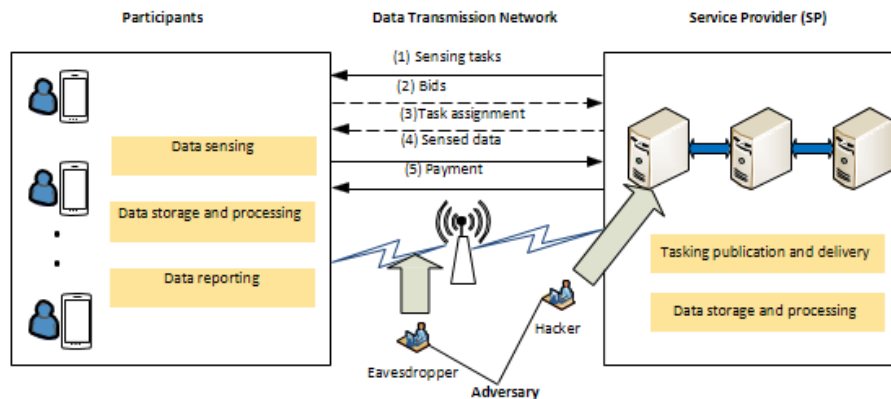 Participants
Data Transmission Network
Service Provider (SP)
(1) Sensing tasks
(2) Bids
(3)Task assignment
(4) Sensed data
(5) Payment
Data sensing
Data storage and processing
Data reporting
Tasking publication and delivery
Data storage and processing
Hacker
Eavesdropper
Adversary